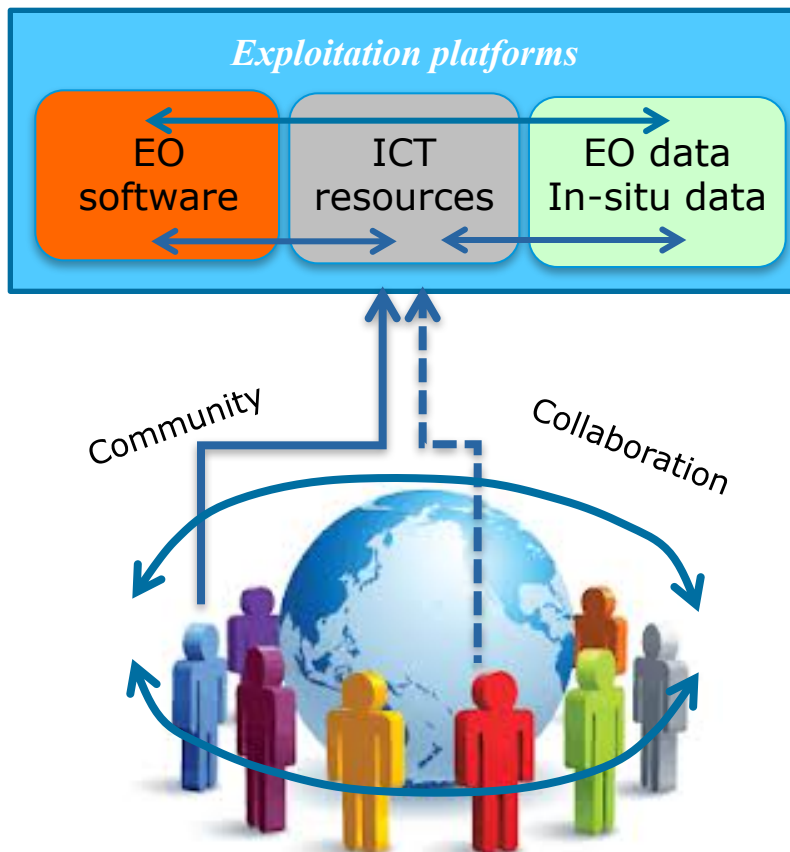 Exploitation platforms
EO
software
ICT
resources
EO data
In-situ data
Community
Collaboration